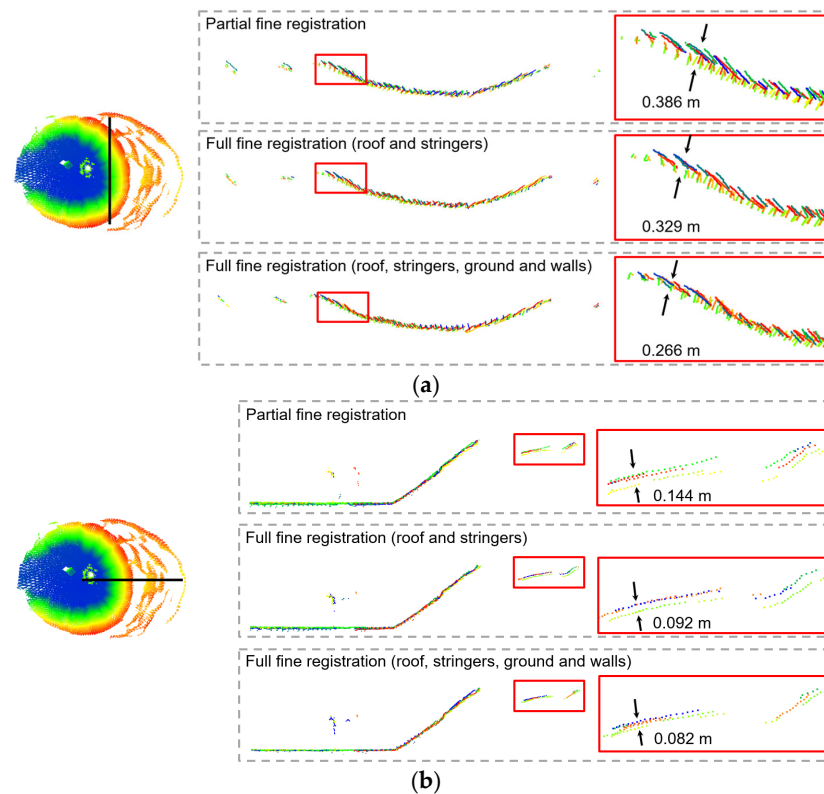 Partial fine registration
0.386 m
Full fine registration (roof and stringers)
0.329 m
Full fine registration (roof, stringers, ground and walls)
0.266 m
(a)
Partial fine registration
0.144 m
Full fine registration (roof and stringers)
0.092 m
Full fine registration (roof, stringers, ground and walls)
0.082 m
(b)